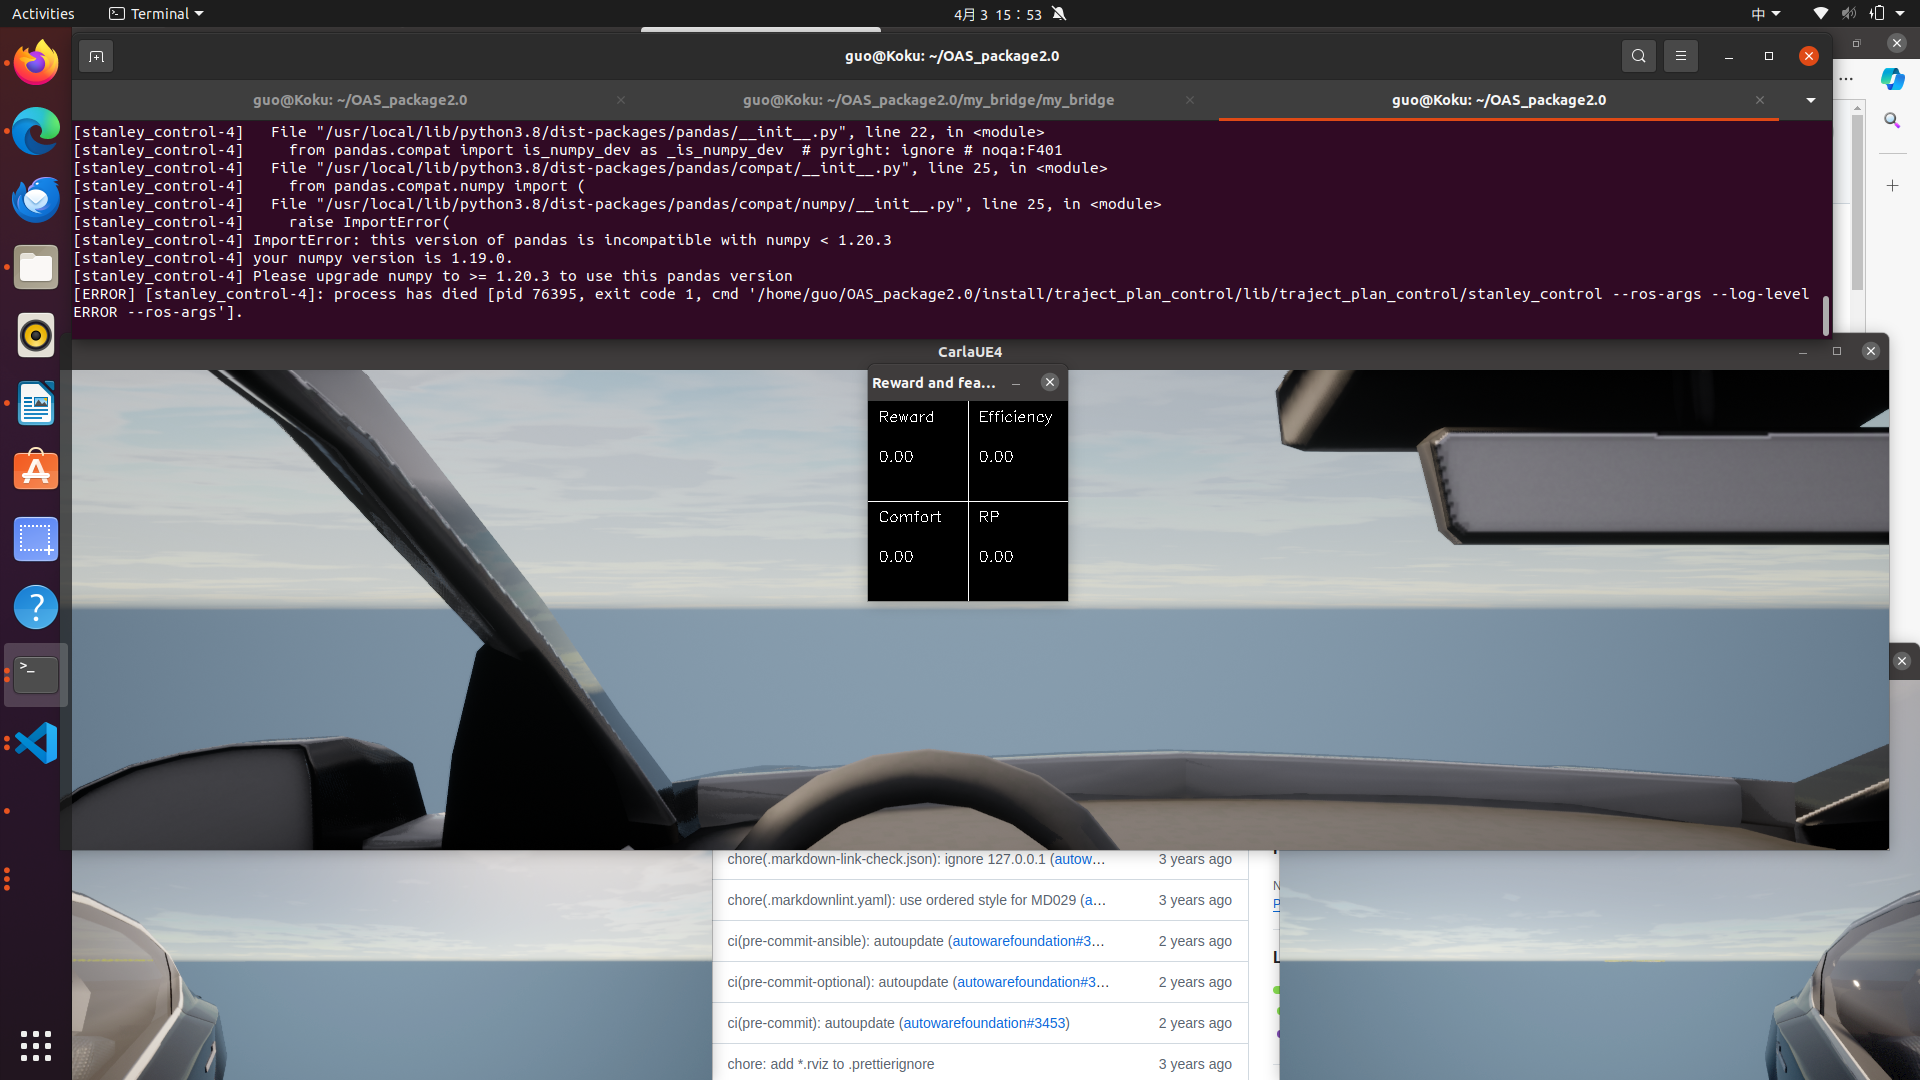 Activities
Terminal
4月 3 15：53
中
guo@Koku: ~/OAS_package2.0
guo@Koku: ~/OAS_package2.0
guo@Koku: ~/OAS_package2.0/my_bridge/my_bridge
guo@Koku: ~/OAS_package2.0
[stanley_control-4]   File "/usr/local/lib/python3.8/dist-packages/pandas/__init__.py", line 22, in <module>
[stanley_control-4]     from pandas.compat import is_numpy_dev as _is_numpy_dev  # pyright: ignore # noqa:F401
[stanley_control-4]   File "/usr/local/lib/python3.8/dist-packages/pandas/compat/__init__.py", line 25, in <module>
[stanley_control-4]     from pandas.compat.numpy import (
[stanley_control-4]   File "/usr/local/lib/python3.8/dist-packages/pandas/compat/numpy/__init__.py", line 25, in <module>
[stanley_control-4]     raise ImportError(
[stanley_control-4] ImportError: this version of pandas is incompatible with numpy < 1.20.3
[stanley_control-4] your numpy version is 1.19.0.
[stanley_control-4] Please upgrade numpy to >= 1.20.3 to use this pandas version
[ERROR] [stanley_control-4]: process has died [pid 76395, exit code 1, cmd '/home/guo/OAS_package2.0/install/traject_plan_control/lib/traject_plan_control/stanley_control --ros-args --log-level
ERROR --ros-args'].
CarlaUE4
Reward and fea...
Reward
Efficiency
0.00
0.00
Comfort
RP
0.00
0.00
chore(.markdown-link-check.json): ignore 127.0.0.1 (autow...
3 years ago
chore(.markdownlint.yaml): use ordered style for MD029 (a...
3 years ago
ci(pre-commit-ansible): autoupdate (autowarefoundation#3...
2 years ago
ci(pre-commit-optional): autoupdate (autowarefoundation#3...
2 years ago
ci(pre-commit): autoupdate (autowarefoundation#3453)
2 years ago
chore: add *.rviz to .prettierignore
3 years ago